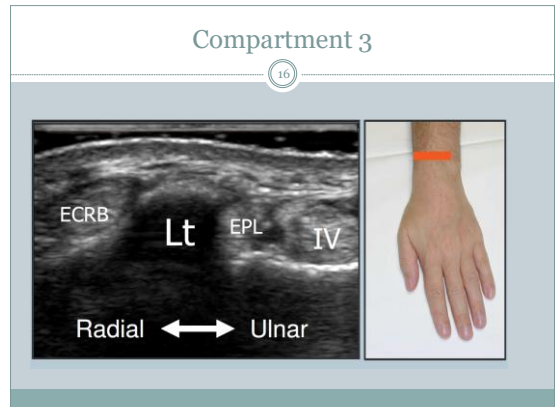 Compartment 3
16
ECRB
Lt
EPL
IV
Radial
Ulnar